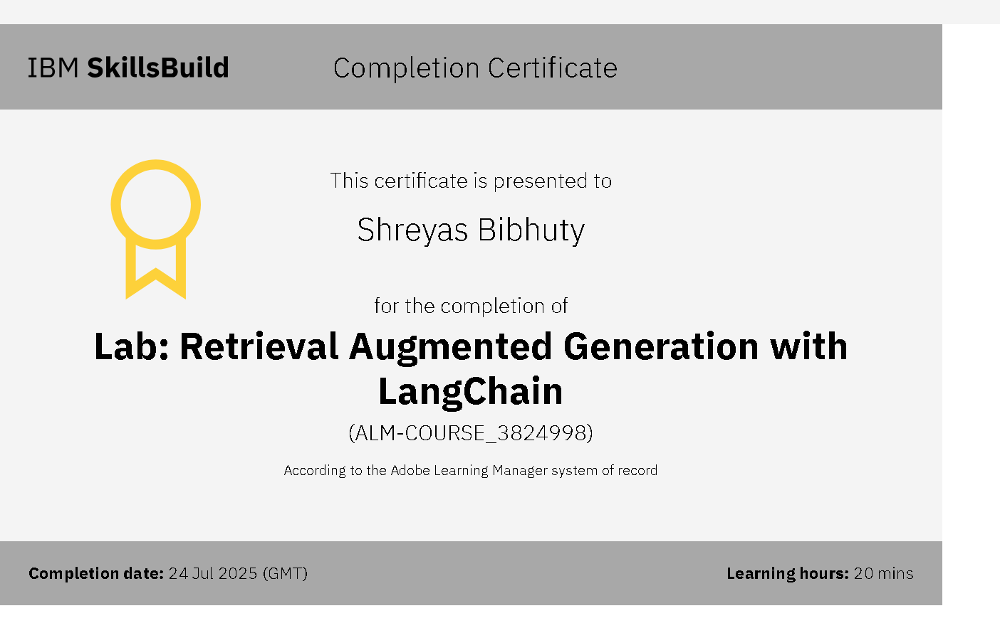 IBM SkillsBuild
Completion Certificate
This certificate is presented to
Shreyas Bibhuty
for the completion of
Lab: Retrieval Augmented Generation with
LangChain
(ALM-COURSE_3824998)
According to the Adobe Learning Manager system of record
Completion date: 24 Jul 2025 (GMT)
Learning hours: 20 mins